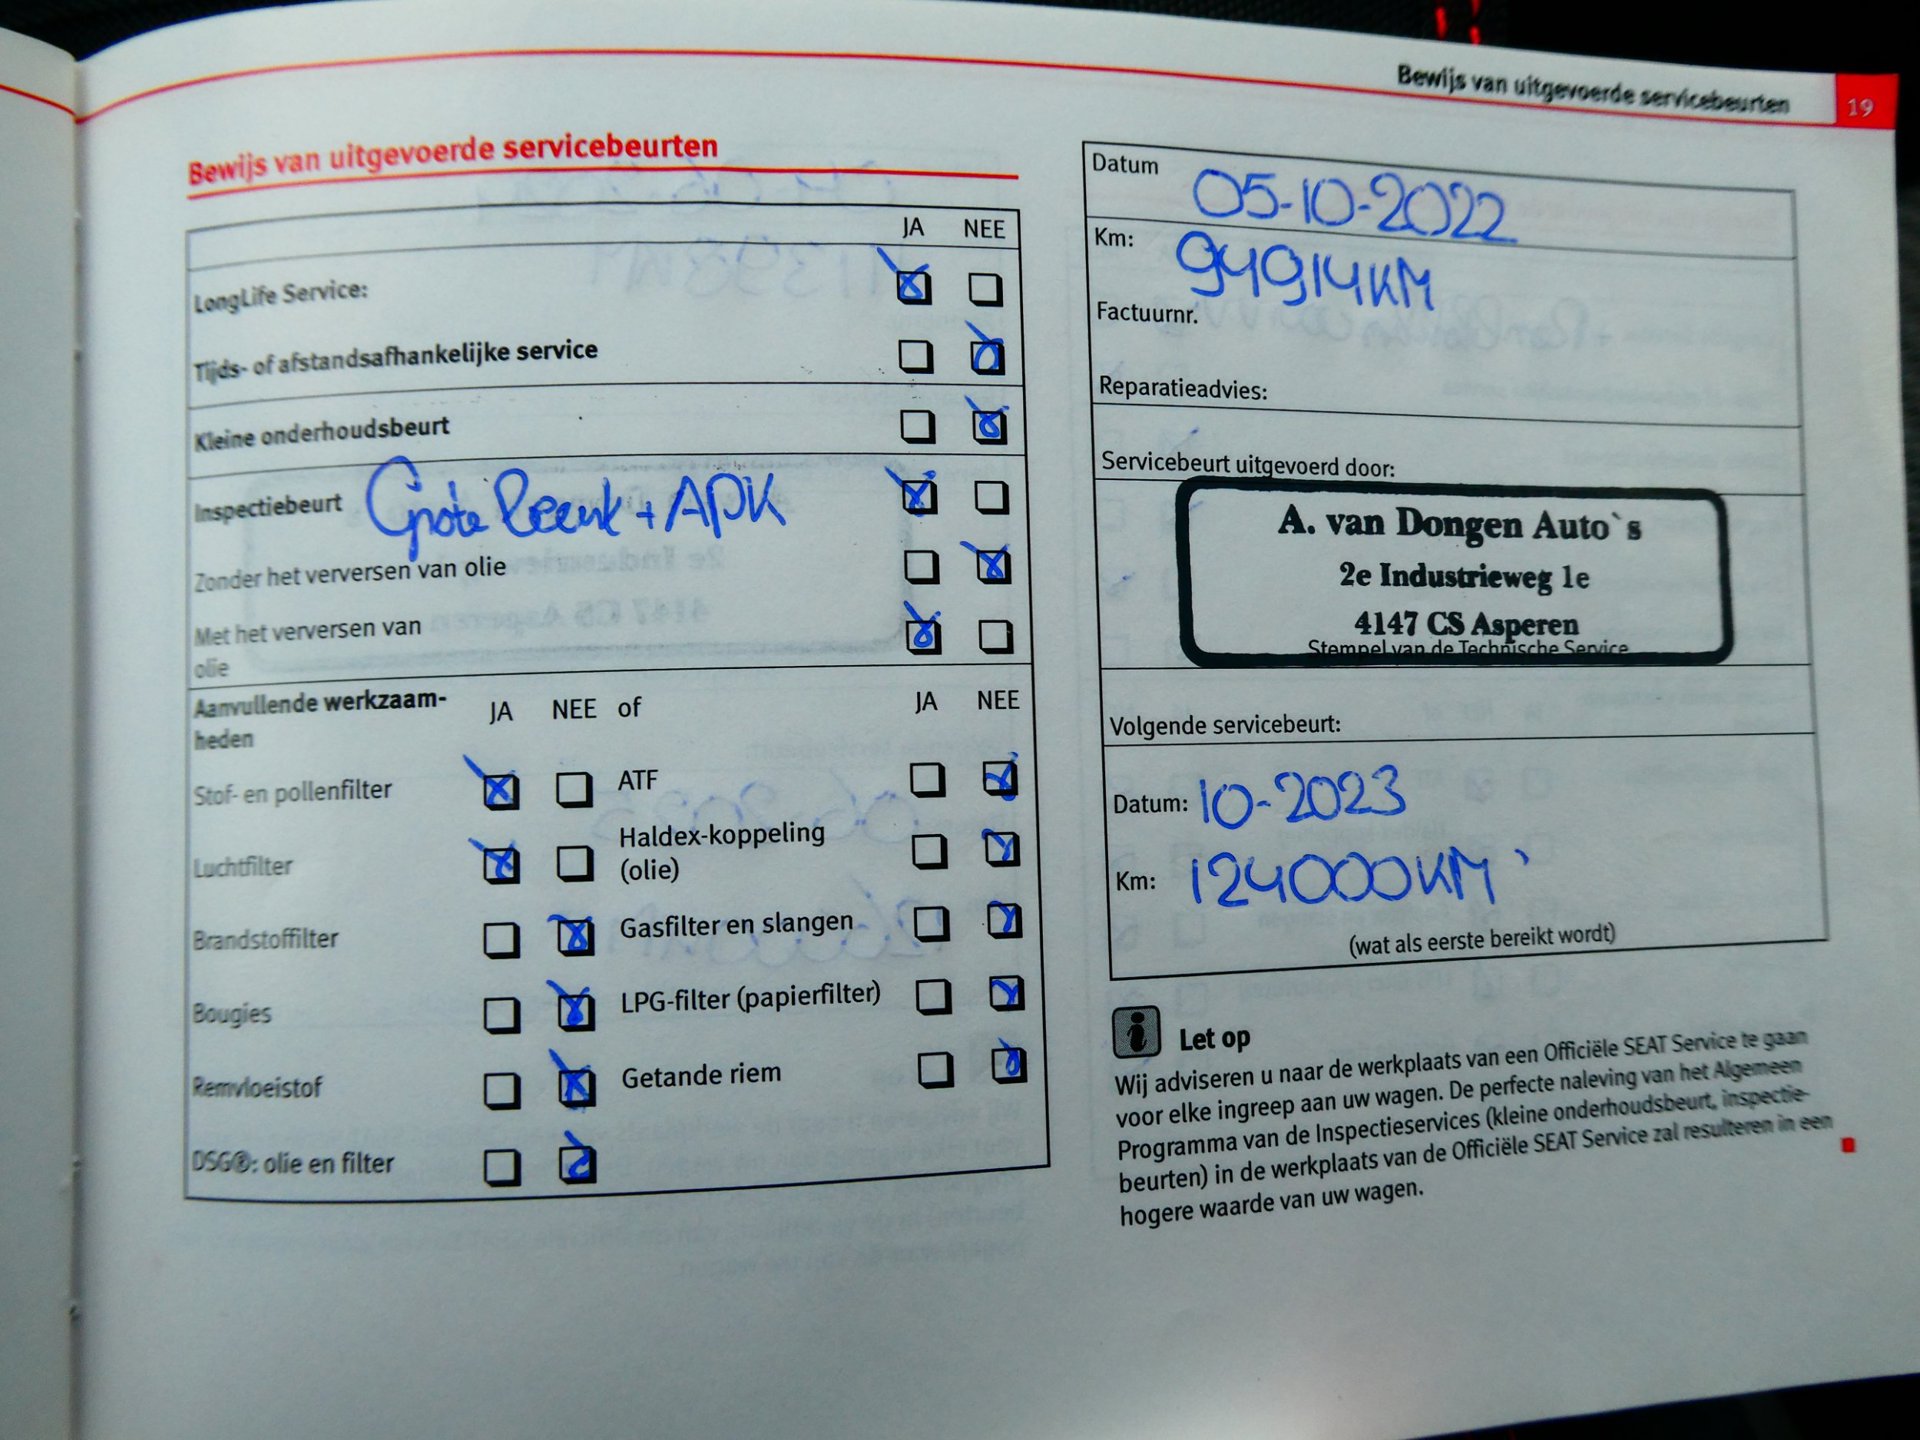 Bewijs van uitgevoerde servicebeurten
19
Bewijs van uitgevoerde servicebeurten
JA NEE
LongLife Service:
Tijds- of afstandsafhankelijke service
Kleine onderhoudsbeurt
Inspectiebeurt Grote Beurt + APK
Zonder het verversen van olie
Met het verversen van
olie
Aanvullende werkzaam-
heden
JA NEE of JA NEE
Stof- en pollenfilter ATF
Luchtfilter Haldex-koppeling
(olie)
Brandstoffilter Gasfilter en slangen
Bougies LPG-filter (papierfilter)
Remvloeistof Getande riem
DSG®: olie en filter
Datum 05-10-2022
Km: 94914KM
Factuurnr.
Reparatieadvies:
Servicebeurt uitgevoerd door:
A. van Dongen Auto`s
2e Industrieweg 1e
4147 CS Asperen
Stempel van de Technische Service
Volgende servicebeurt:
Datum: 10-2023
Km: 124000KM
(wat als eerste bereikt wordt)
Let op
Wij adviseren u naar de werkplaats van een Officiële SEAT Service te gaan
voor elke ingreep aan uw wagen. De perfecte naleving van het Algemeen
Programma van de Inspectieservices (kleine onderhoudsbeurt, inspectie-
beurten) in de werkplaats van de Officiële SEAT Service zal resulteren in een
hogere waarde van uw wagen.